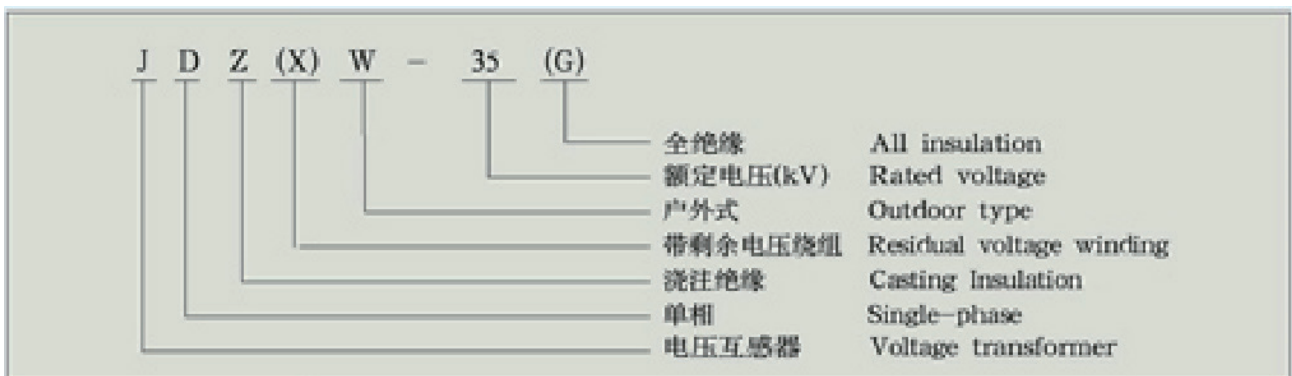 J D Z (X) W - 35 (G)
全绝缘 All insulation
额定电压(kV) Rated voltage
户外式 Outdoor type
带剩余电压绕组 Residual voltage winding
浇注绝缘 Casting Insulation
单相 Single-phase
电压互感器 Voltage transformer